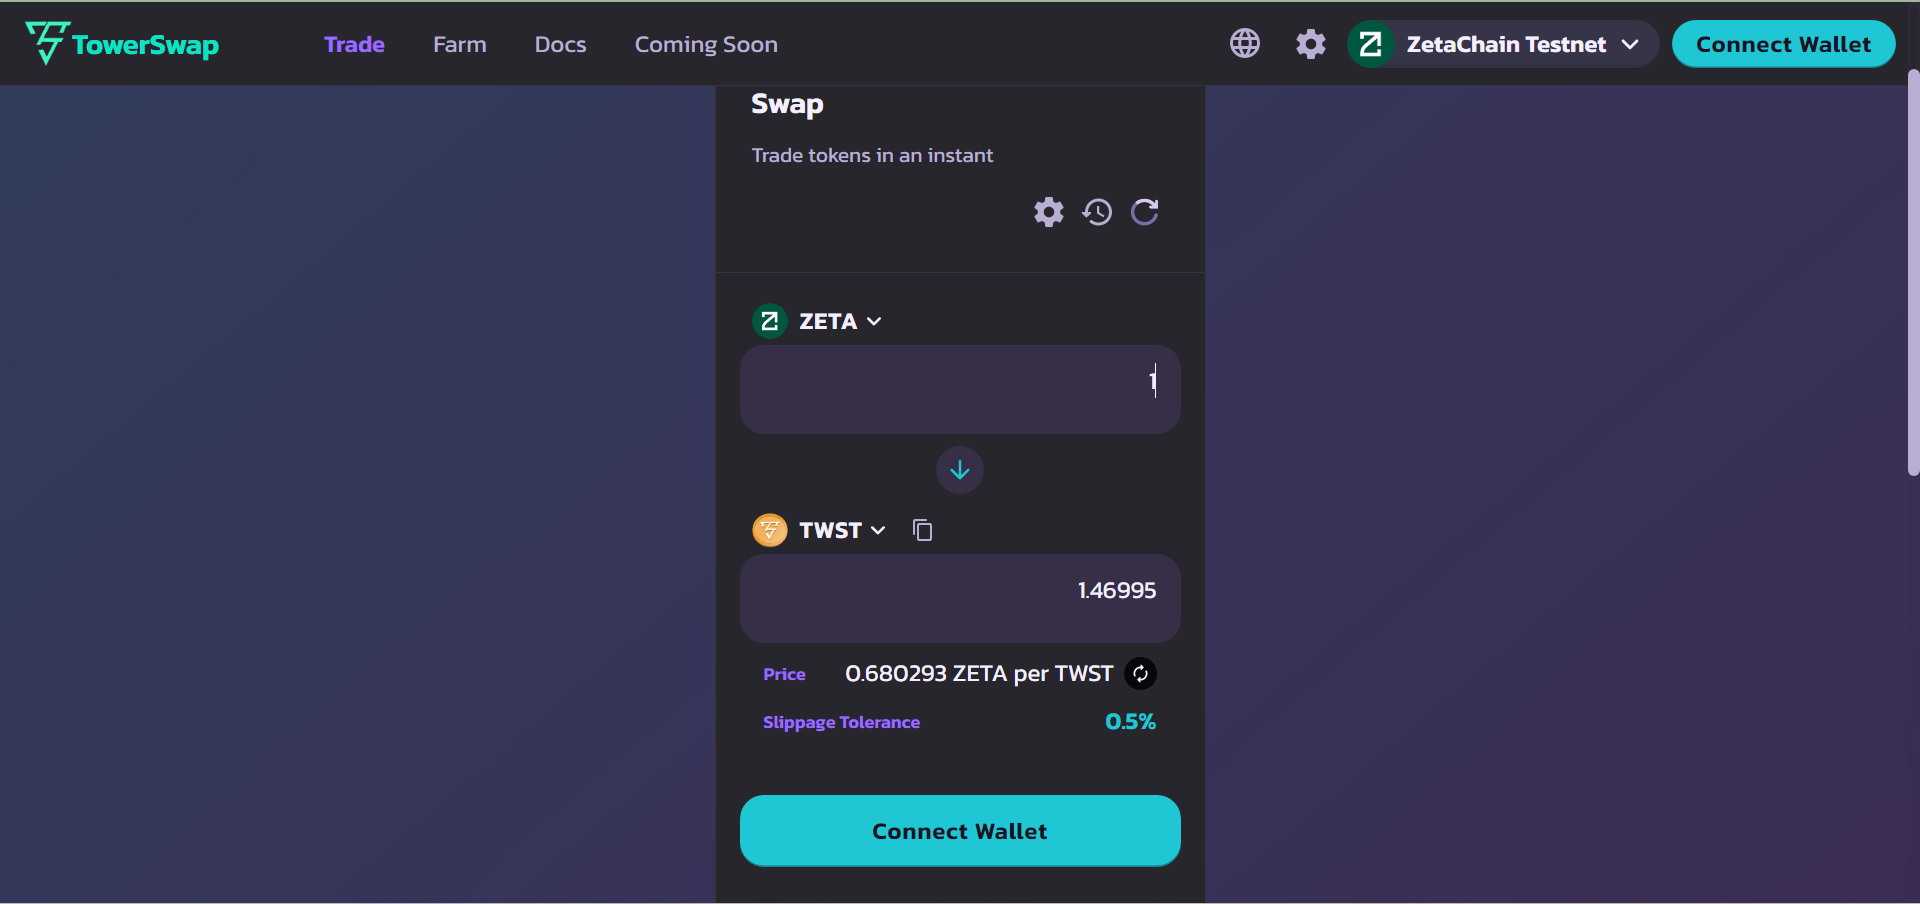 TowerSwap
Trade
Farm
Docs
Coming Soon
ZetaChain Testnet
Connect Wallet
Swap
Trade tokens in an instant
ZETA
1
TWST
1.46995
Price
0.680293 ZETA per TWST
Slippage Tolerance
0.5%
Connect Wallet